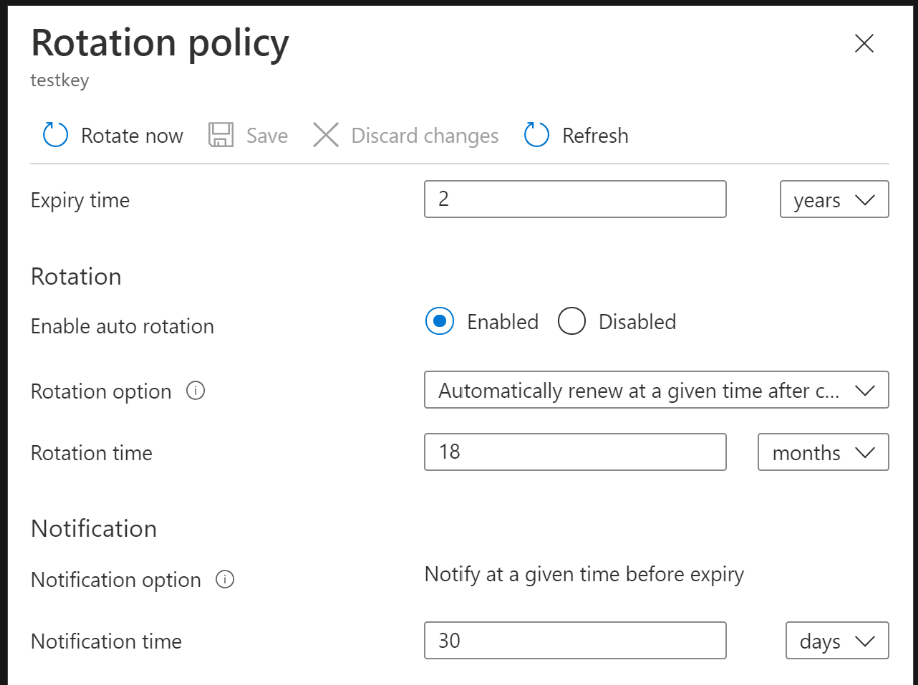 Rotation policy
testkey
Rotate now Save Discard changes Refresh
Expiry time 2 years
Rotation
Enable auto rotation Enabled Disabled
Rotation option Automatically renew at a given time after c...
Rotation time 18 months
Notification
Notification option Notify at a given time before expiry
Notification time 30 days